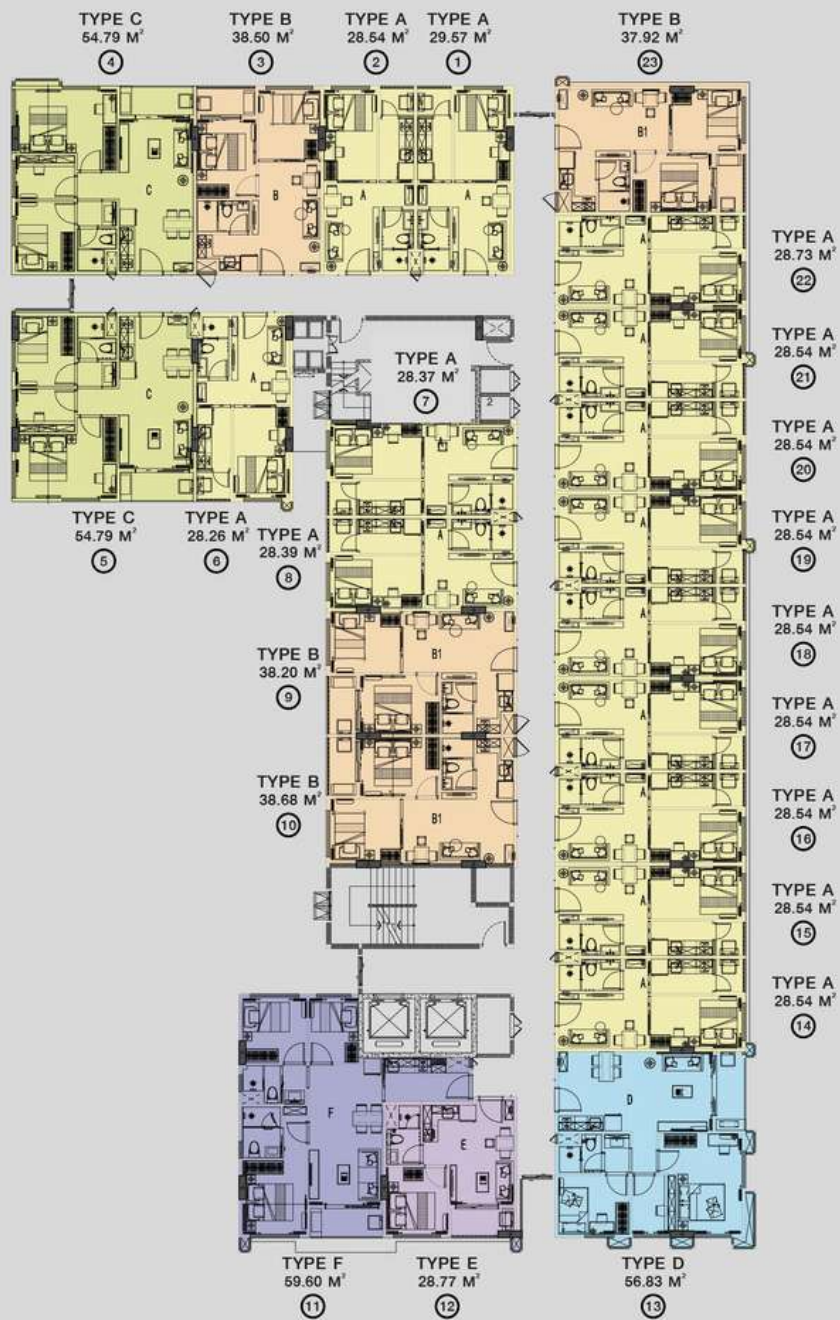 TYPE C
54.79 M²
4
TYPE B
38.50 M²
3
TYPE A
28.54 M²
2
TYPE A
29.57 M²
1
TYPE B
37.92 M²
23
C
B
A
A
B1
A
TYPE A
28.73 M²
22
TYPE A
28.37 M²
7
2
C
A
A
TYPE A
28.54 M²
21
A
TYPE A
28.54 M²
20
TYPE C
54.79 M²
5
TYPE A
28.26 M²
6
TYPE A
28.39 M²
8
A
A
A
TYPE A
28.54 M²
19
A
TYPE A
28.54 M²
18
TYPE B
38.20 M²
9
B1
A
TYPE A
28.54 M²
17
TYPE B
38.68 M²
10
B1
A
TYPE A
28.54 M²
16
A
TYPE A
28.54 M²
15
A
TYPE A
28.54 M²
14
F
E
D
TYPE F
59.60 M²
11
TYPE E
28.77 M²
12
TYPE D
56.83 M²
13